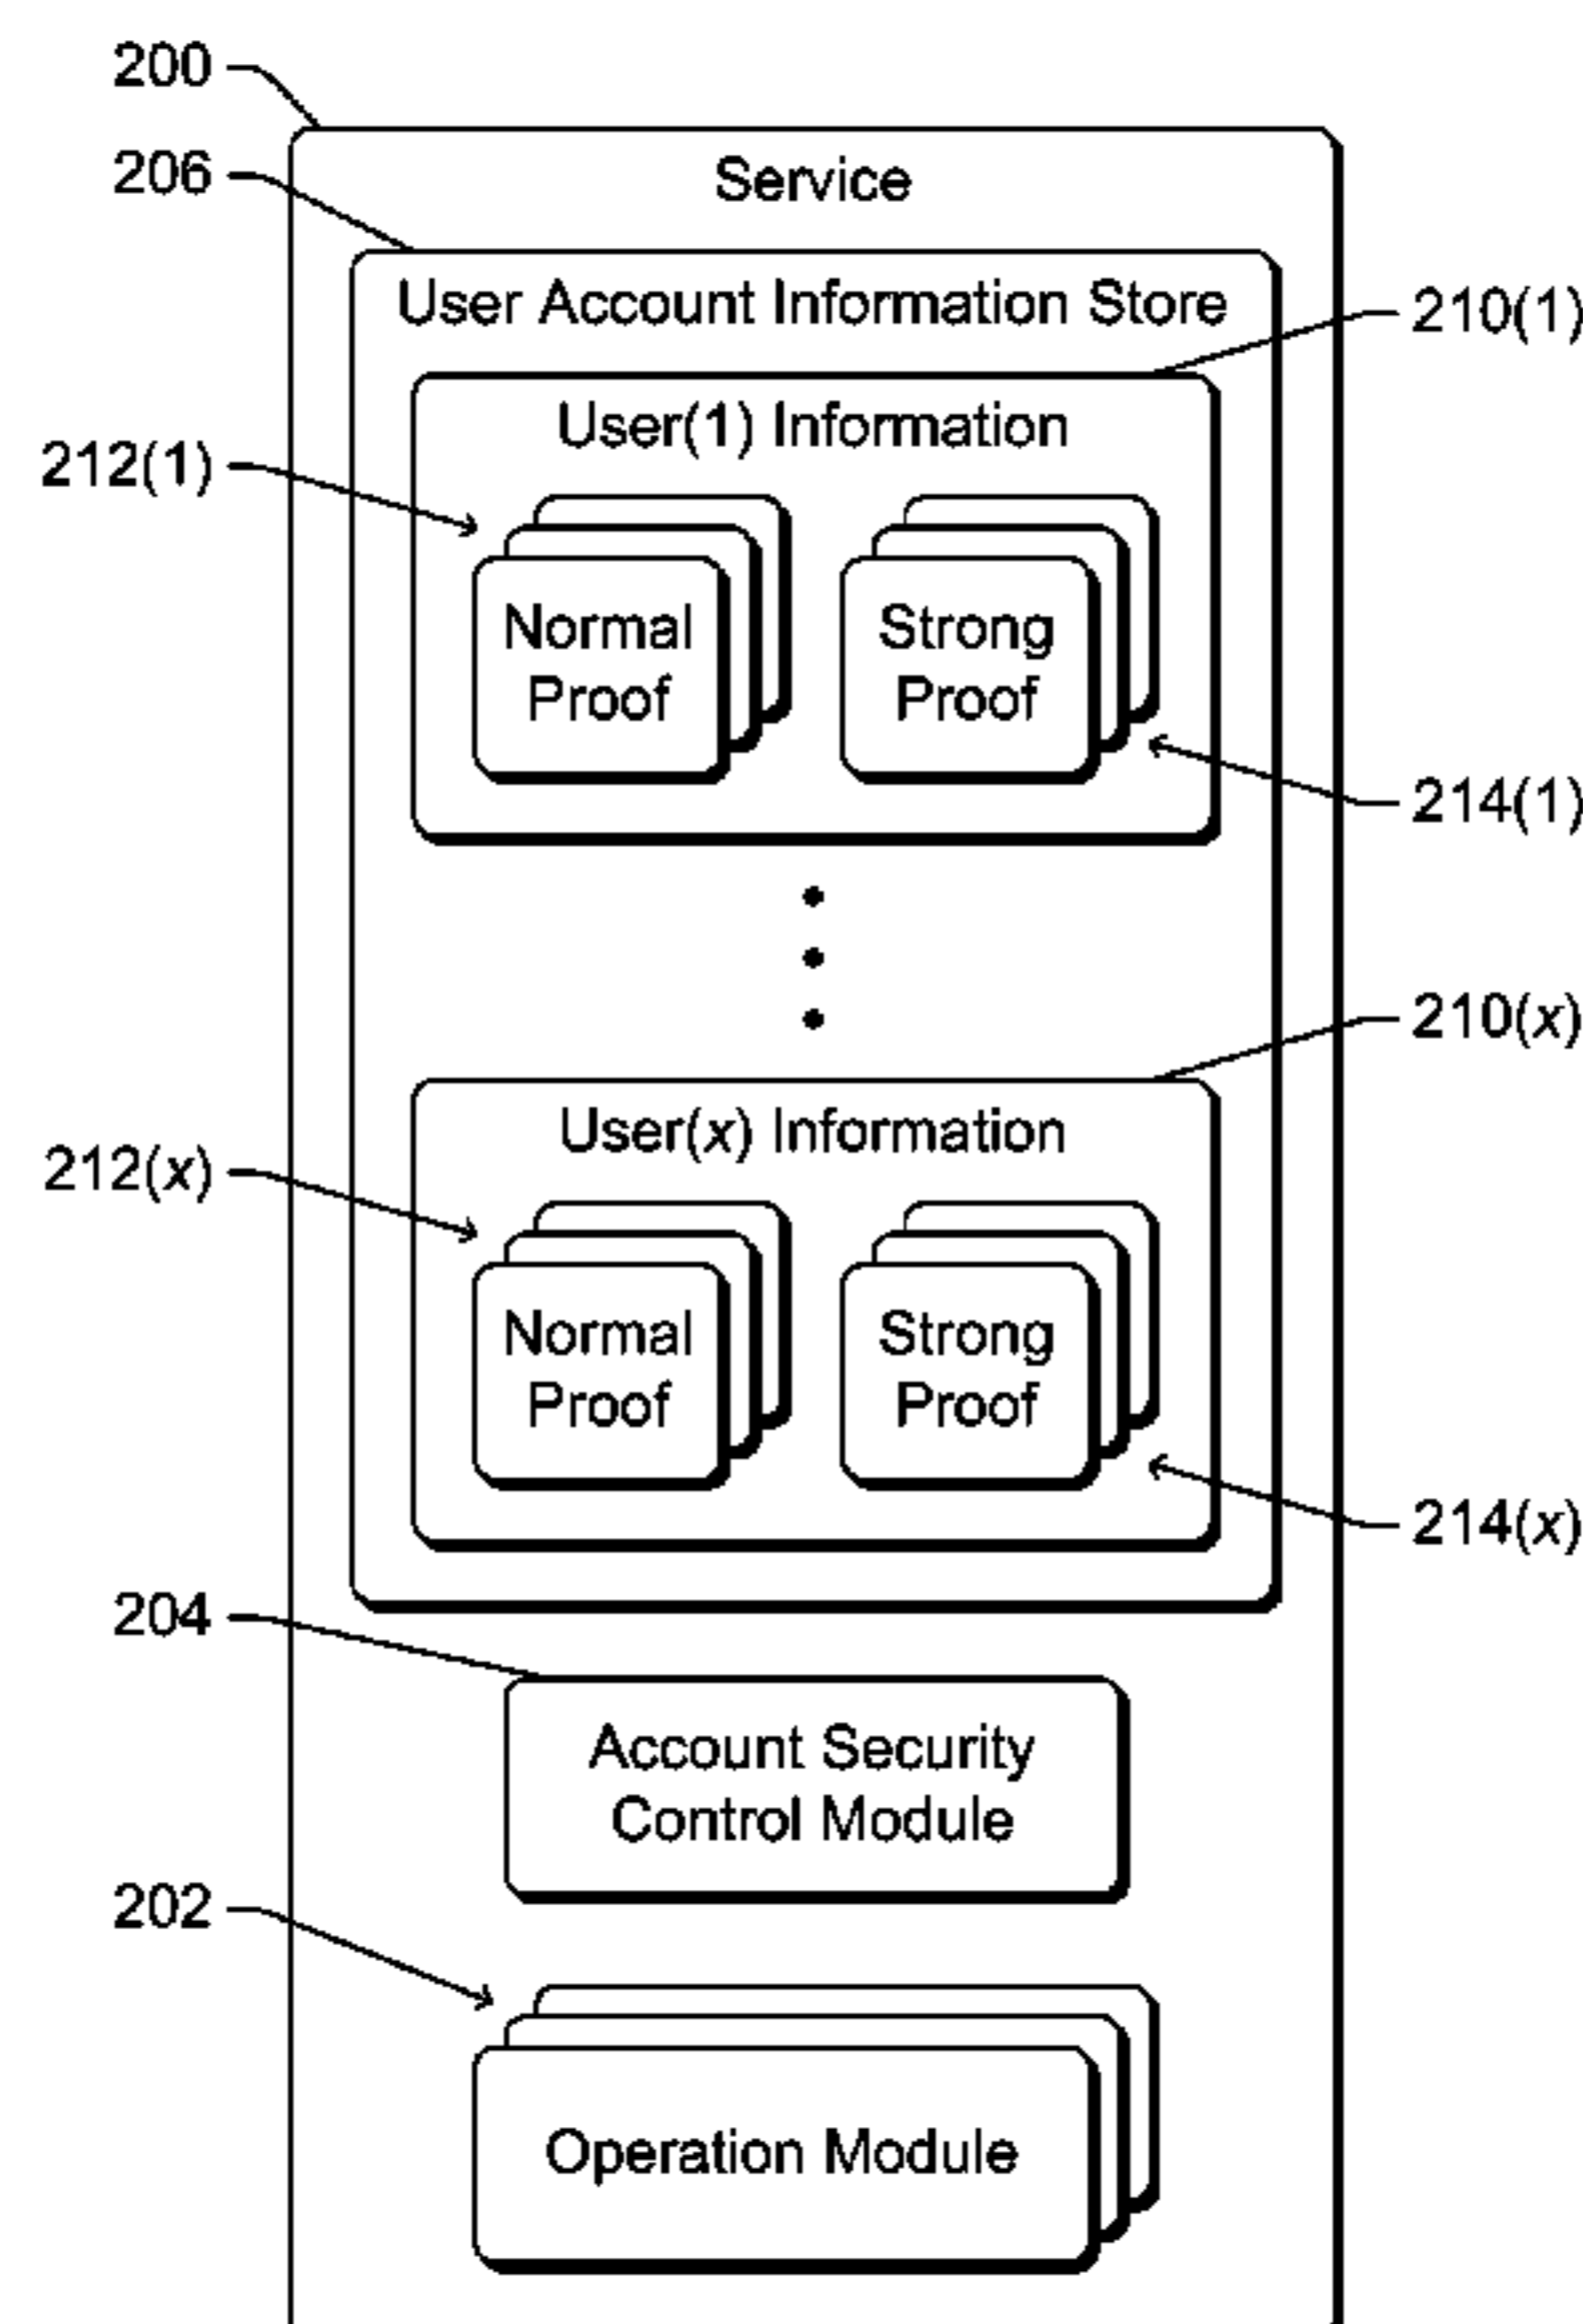 200
206
Service
User Account Information Store
210(1)
User(1) Information
212(1)
Normal
Proof
Strong
Proof
214(1)
210(x)
User(x) Information
212(x)
Normal
Proof
Strong
Proof
214(x)
204
Account Security
Control Module
202
Operation Module